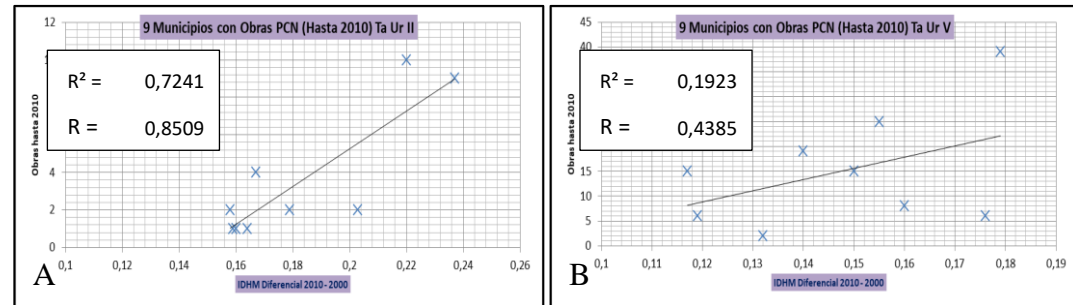 9 Municipios con Obras PCN (Hasta 2010) Ta Ur II
12
R² = 0,7241
R = 0,8509
Obras hasta 2010
4
2
0
0,1 0,12 0,14 0,16 0,18 0,2 0,22 0,24 0,26
IDHM Diferencial 2010-2000
A
9 Municipios con Obras PCN (Hasta 2010) Ta Ur V
45
40
R² = 0,1923
R = 0,4385
Obras hasta 2010
15
10
5
0
0,1 0,11 0,12 0,13 0,14 0,15 0,16 0,17 0,18 0,19
IDHM Diferencial 2010-2000
B